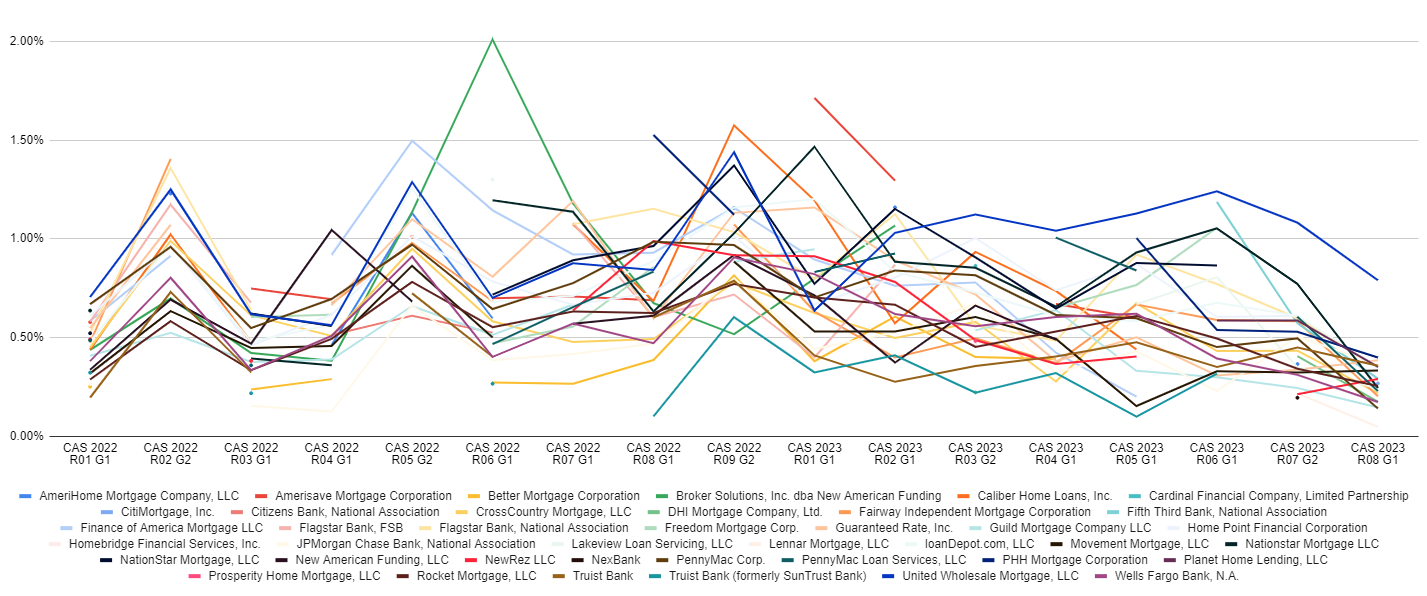 2.00%
1.50%
1.00%
0.50%
0.00%
CAS 2022 CAS 2022 CAS 2022 CAS 2022 CAS 2022 CAS 2022 CAS 2022 CAS 2022 CAS 2022 CAS 2023 CAS 2023 CAS 2023 CAS 2023 CAS 2023 CAS 2023 CAS 2023 CAS 2023
R01 G1 R02 G2 R03 G1 R04 G1 R05 G2 R06 G1 R07 G1 R08 G1 R09 G2 R01 G1 R02 G1 R03 G2 R04 G1 R05 G1 R06 G1 R07 G2 R08 G1
AmeriHome Mortgage Company, LLC Amerisave Mortgage Corporation Better Mortgage Corporation Broker Solutions, Inc. dba New American Funding Caliber Home Loans, Inc. Cardinal Financial Company, Limited Partnership
CitiMortgage, Inc. Citizens Bank, National Association CrossCountry Mortgage, LLC DHI Mortgage Company, Ltd. Fairway Independent Mortgage Corporation Fifth Third Bank, National Association
Finance of America Mortgage LLC Flagstar Bank, FSB Flagstar Bank, National Association Freedom Mortgage Corp. Guaranteed Rate, Inc. Guild Mortgage Company LLC Home Point Financial Corporation
Homebridge Financial Services, Inc. JPMorgan Chase Bank, National Association Lakeview Loan Servicing, LLC Lennar Mortgage, LLC loanDepot.com, LLC Movement Mortgage, LLC Nationstar Mortgage LLC
NationStar Mortgage, LLC New American Funding, LLC NewRez LLC NexBank PennyMac Corp. PennyMac Loan Services, LLC PHH Mortgage Corporation Planet Home Lending, LLC
Prosperity Home Mortgage, LLC Rocket Mortgage, LLC Truist Bank Truist Bank (formerly SunTrust Bank) United Wholesale Mortgage, LLC Wells Fargo Bank, N.A.